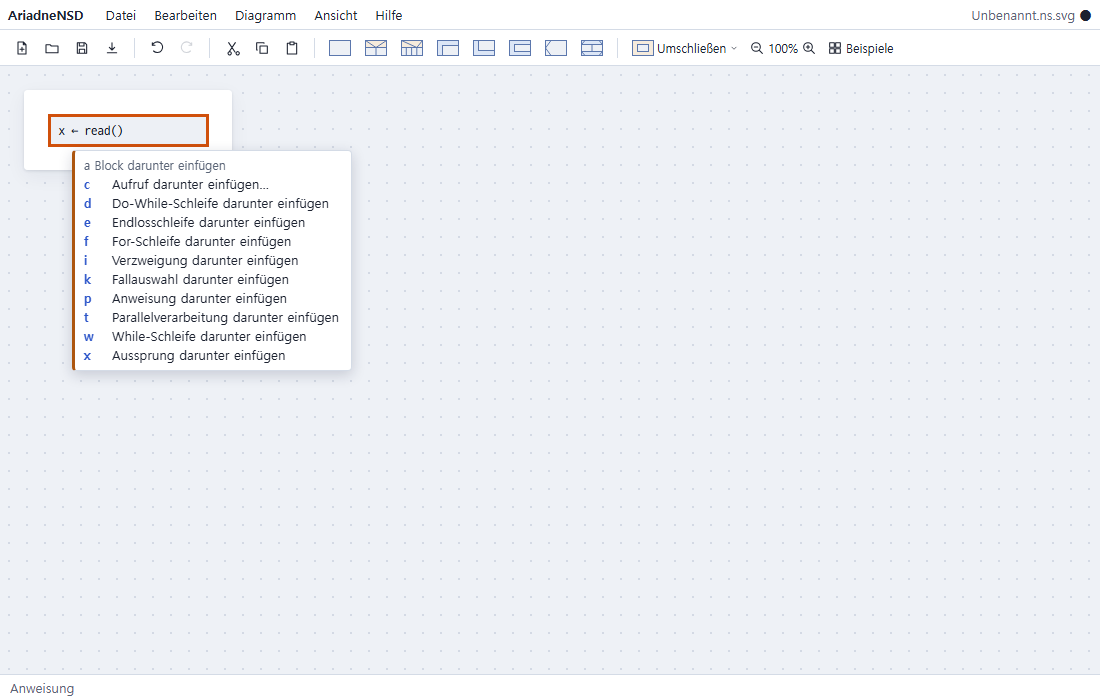 AriadneNSD Datei Bearbeiten Diagramm Ansicht Hilfe Unbenannt.ns.svg
Umschließen 100% Beispiele
x ← read()
a Block darunter einfügen
c Aufruf darunter einfügen...
d Do-While-Schleife darunter einfügen
e Endlosschleife darunter einfügen
f For-Schleife darunter einfügen
i Verzweigung darunter einfügen
k Fallauswahl darunter einfügen
p Anweisung darunter einfügen
t Parallelverarbeitung darunter einfügen
w While-Schleife darunter einfügen
x Aussprung darunter einfügen
Anweisung